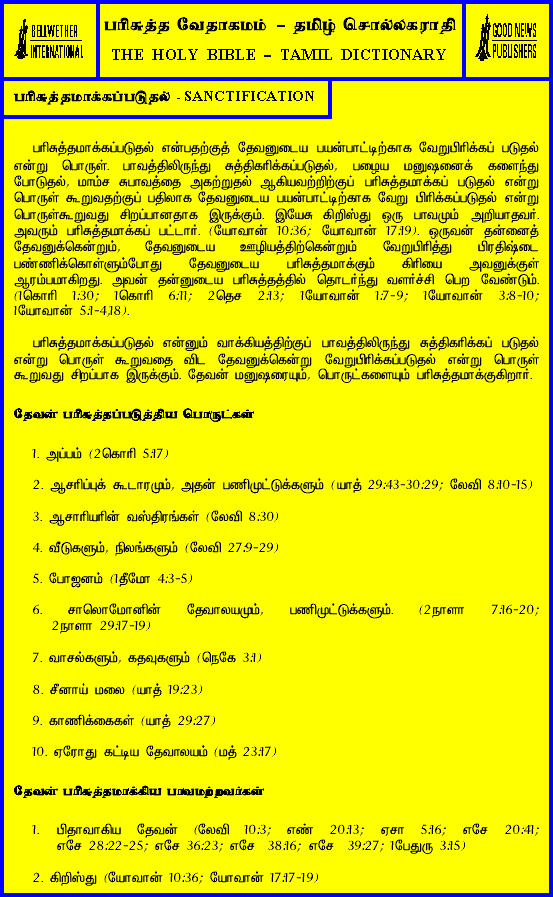 BELLWETHER
INTERNATIONAL
பரிசுத்த வேதாகமம் – தமிழ் சொல்லகராதி
THE HOLY BIBLE – TAMIL DICTIONARY
GOOD NEWS
PUBLISHERS
பரிசுத்தமாக்கப்படுதல் - SANCTIFICATION
பரிசுத்தமாக்கப்படுதல் என்பதற்குத் தேவனுடைய பயன்பாட்டிற்காக வேறுபிரிக்கப் படுதல்
என்று பொருள். பாவத்திலிருந்து சுத்திகரிக்கப்படுதல், பழைய மனுஷனைக் களைந்து
போடுதல், மாம்ச சுபாவத்தை அகற்றுதல் ஆகியவற்றிற்குப் பரிசுத்தமாக்கப் படுதல் என்று
பொருள் கூறுவதற்குப் பதிலாக தேவனுடைய பயன்பாட்டிற்காக வேறு பிரிக்கப்படுதல் என்று
பொருள்கூறுவது சிறப்பானதாக இருக்கும். இயேசு கிறிஸ்து ஒரு பாவமும் அறியாதவர்.
அவரும் பரிசுத்தமாக்கப் பட்டார். (யோவான் 10:36; யோவான் 17:19). ஒருவன் தன்னைத்
தேவனுக்கென்றும், தேவனுடைய ஊழியத்திற்கென்றும் வேறுபிரித்து பிரதிஷ்டை
பண்ணிக்கொள்ளும்போது தேவனுடைய பரிசுத்தமாக்கும் கிரியை அவனுக்குள்
ஆரம்பமாகிறது. அவன் தன்னுடைய பரிசுத்தத்தில் தொடர்ந்து வளர்ச்சி பெற வேண்டும்.
(1கொரி 1:30; 1கொரி 6:11; 2தெச 2:13; 1யோவான் 1:7-9; 1யோவான் 3:8-10;
1யோவான் 5:1-4,18).
பரிசுத்தமாக்கப்படுதல் என்னும் வாக்கியத்திற்குப் பாவத்திலிருந்து சுத்திகரிக்கப் படுதல்
என்று பொருள் கூறுவதை விட தேவனுக்கென்று வேறுபிரிக்கப்படுதல் என்று பொருள்
கூறுவது சிறப்பாக இருக்கும். தேவன் மனுஷரையும், பொருட்களையும் பரிசுத்தமாக்குகிறார்.
தேவன் பரிசுத்தப்படுத்திய பொருட்கள்
1. அப்பம் (2கொரி 5:17)
2. ஆசரிப்புக் கூடாரமும், அதன் பணிமுட்டுக்களும் (யாத் 29:43-30:29; லேவி 8:10-15)
3. ஆசாரியரின் வஸ்திரங்கள் (லேவி 8:30)
4. வீடுகளும், நிலங்களும் (லேவி 27:9-29)
5. போஜனம் (1தீமோ 4:3-5)
6. சாலொமோனின் தேவாலயமும், பணிமுட்டுக்களும். (2நாளா 7:16-20;
2நாளா 29:17-19)
7. வாசல்களும், கதவுகளும் (நெகே 3:1)
8. சீனாய் மலை (யாத் 19:23)
9. காணிக்கைகள் (யாத் 29:27)
10. ஏரோது கட்டிய தேவாலயம் (மத் 23:17)
தேவன் பரிசுத்தமாக்கிய பாவமற்றவர்கள்
1. பிதாவாகிய தேவன் (லேவி 10:3; எண் 20:13; ஏசா 5:16; எசே 20:41;
எசே 28:22-25; எசே 36:23; எசே 38:16; எசே 39:27; 1பேதுரு 3:15)
2. கிறிஸ்து (யோவான் 10:36; யோவான் 17:17-19)